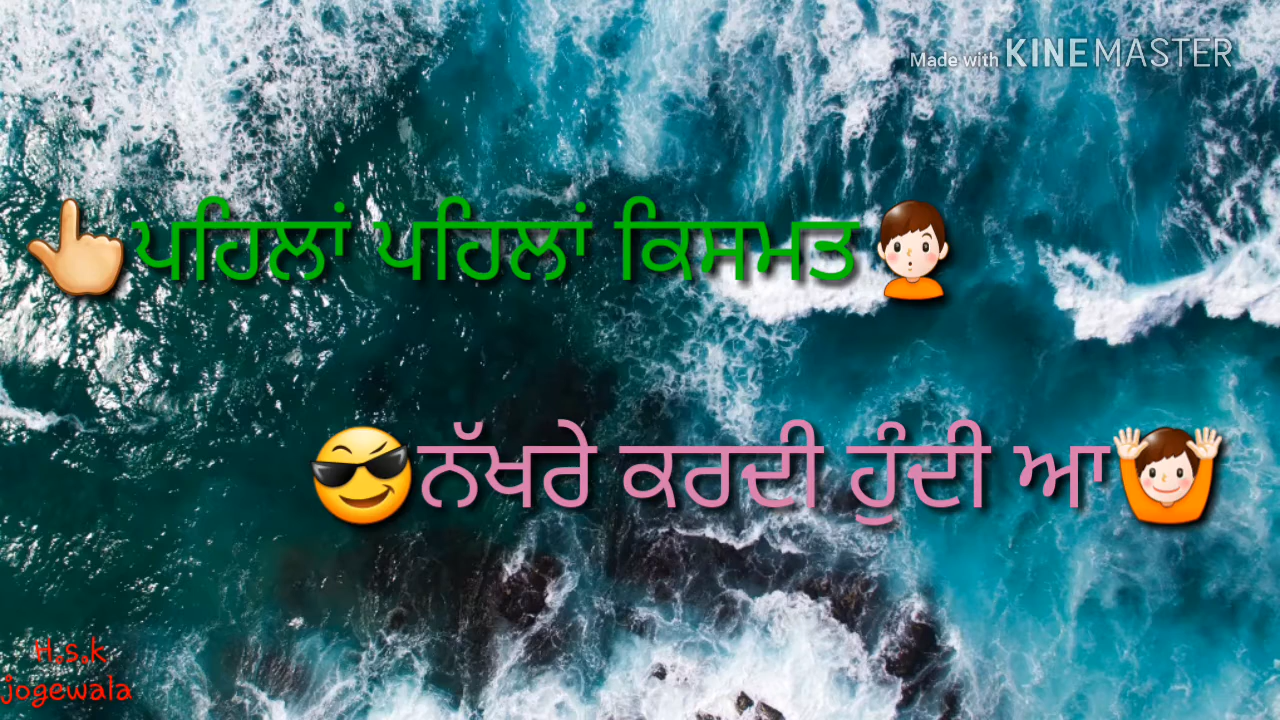 Made with KINEMASTER
👆ਪਹਿਲਾਂ ਪਹਿਲਾਂ ਕਿਸਮਤ🙎
😎ਨੱਖਰੇ ਕਰਦੀ ਹੁੰਦੀ ਆ🙌
H.s.k
jogewala